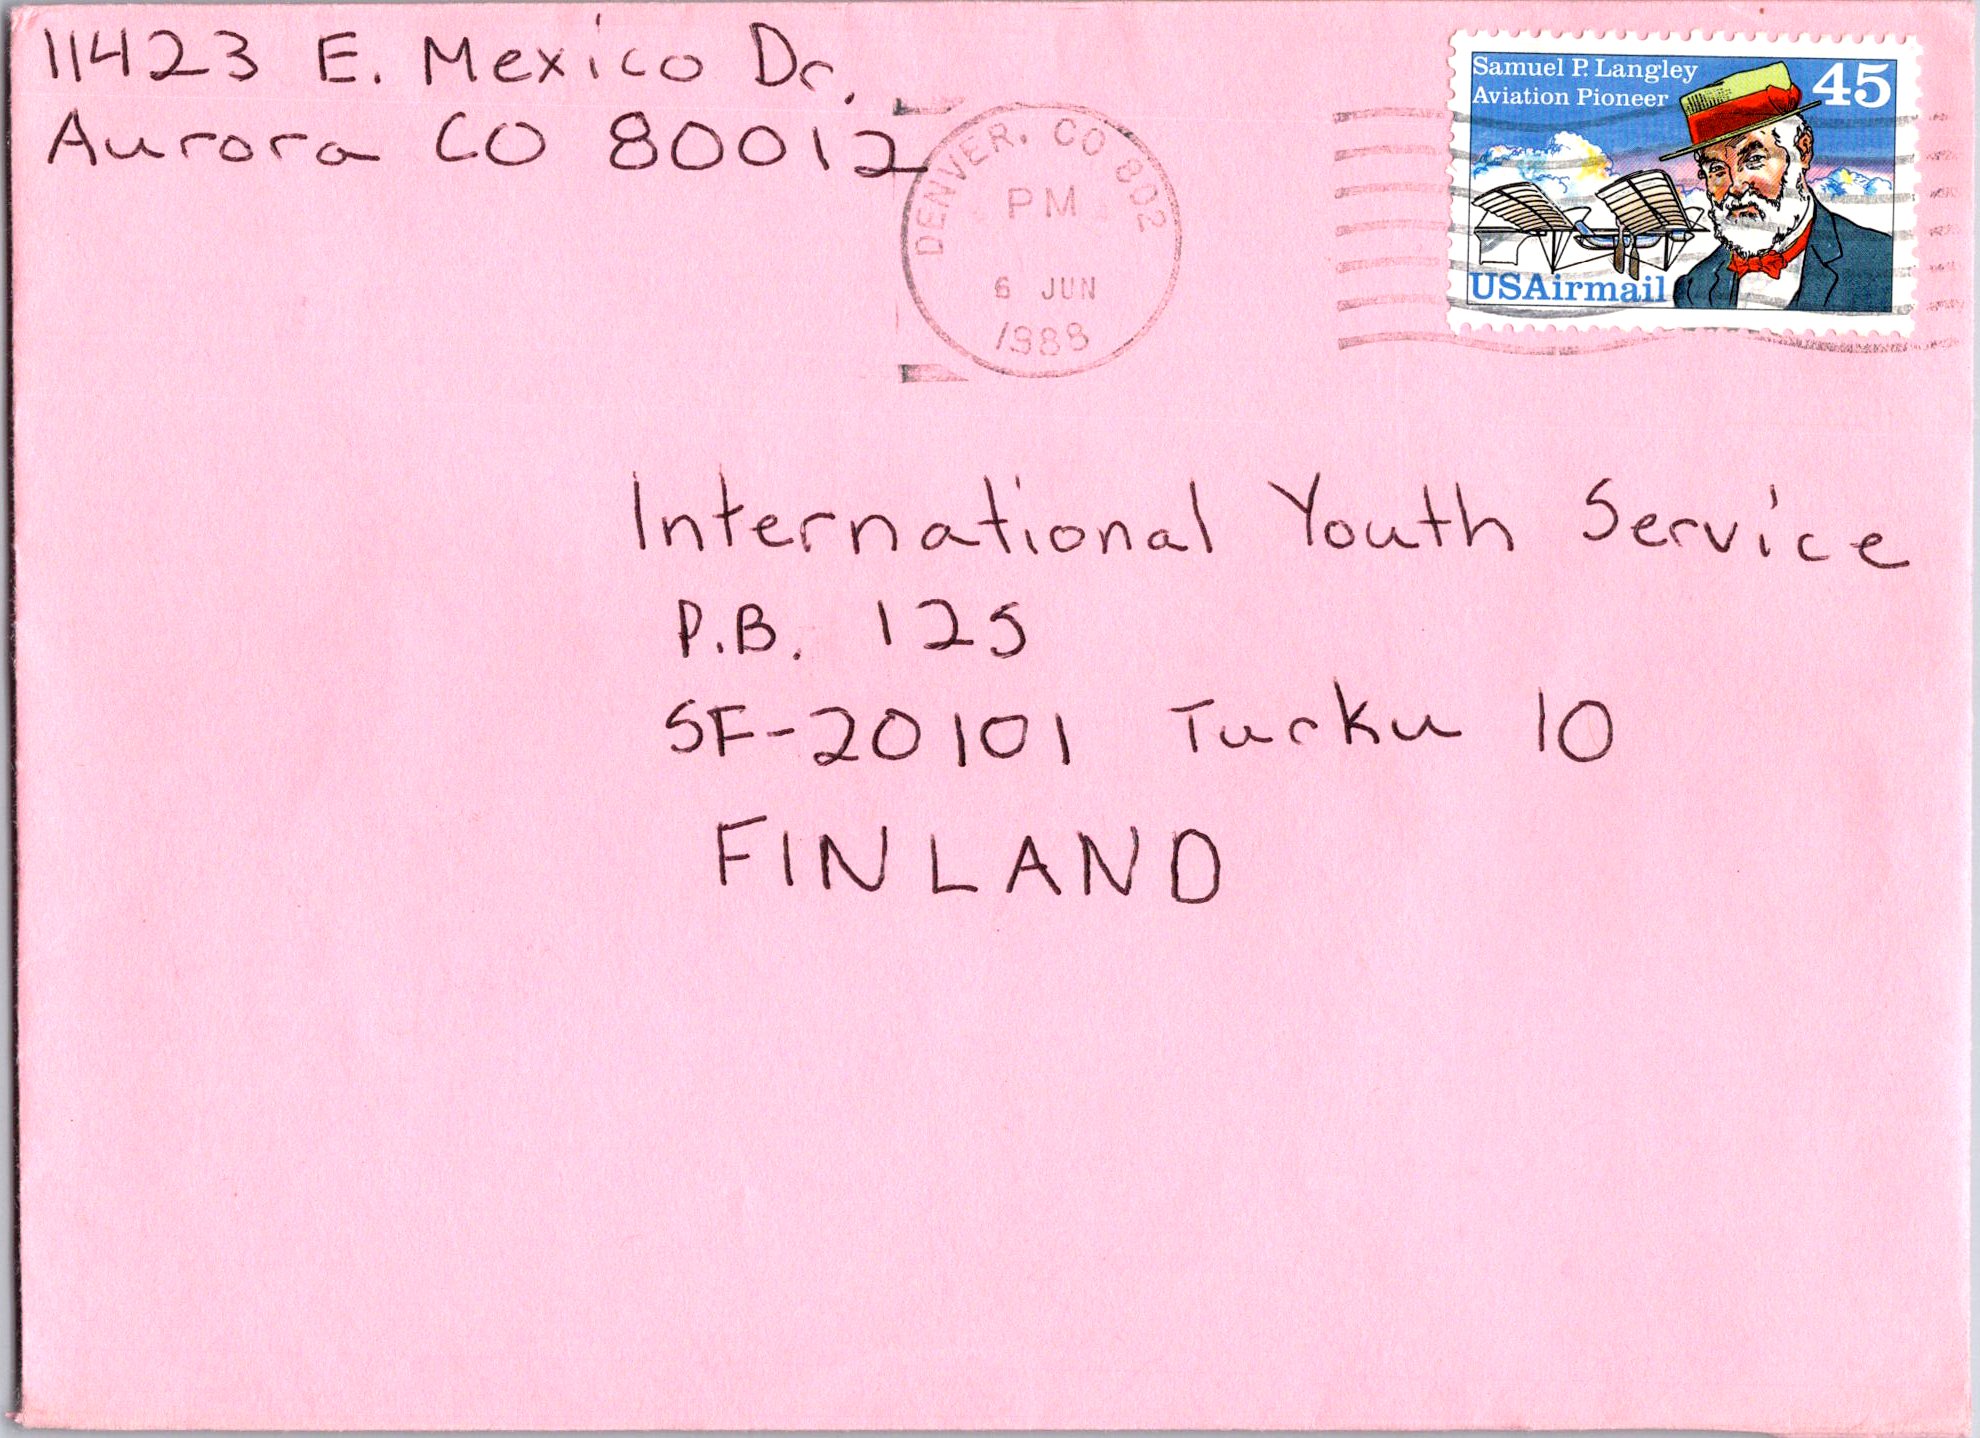 11423 E. Mexico Dr.
Aurora CO 80012
DENVER, CO 802
PM
6 JUN
1988
Samuel P. Langley
Aviation Pioneer
45
USAirmail
International Youth Service
P.B. 125
SF-20101 Turku 10
FINLAND